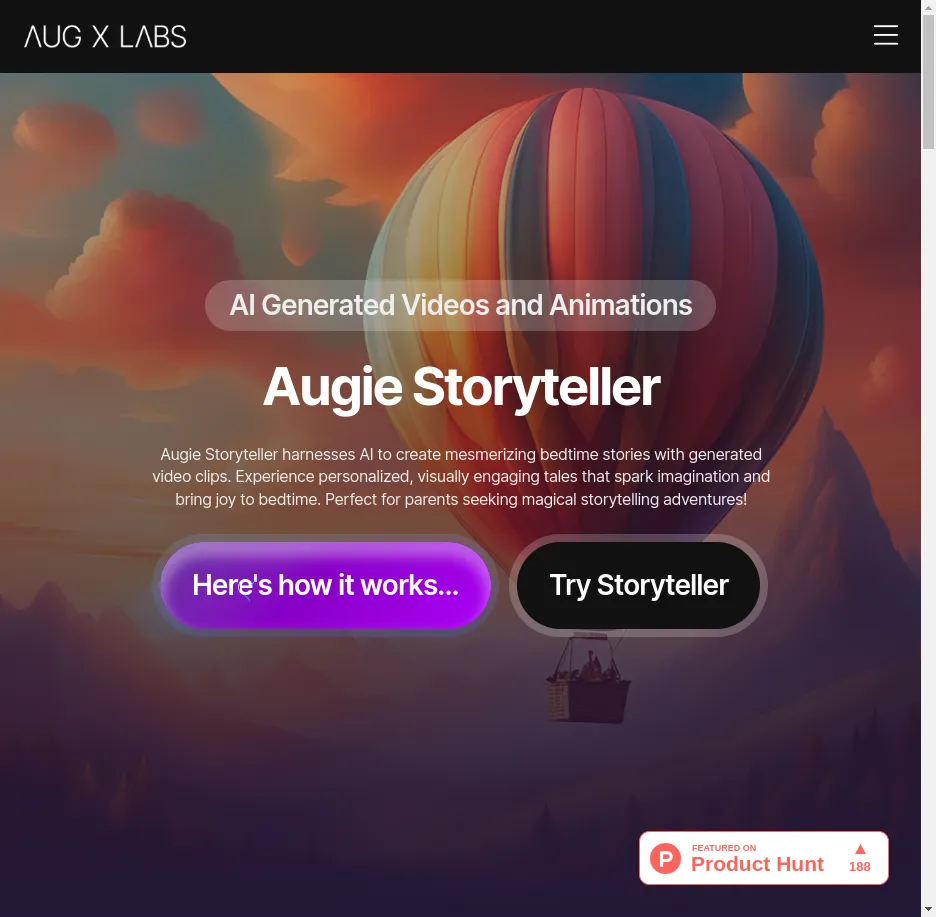 AUG X LABS
AI Generated Videos and Animations
Augie Storyteller
Augie Storyteller harnesses AI to create mesmerizing bedtime stories with generated
video clips. Experience personalized, visually engaging tales that spark imagination and
bring joy to bedtime. Perfect for parents seeking magical storytelling adventures!
Here's how it works...
Try Storyteller
P
FEATURED ON
Product Hunt
188